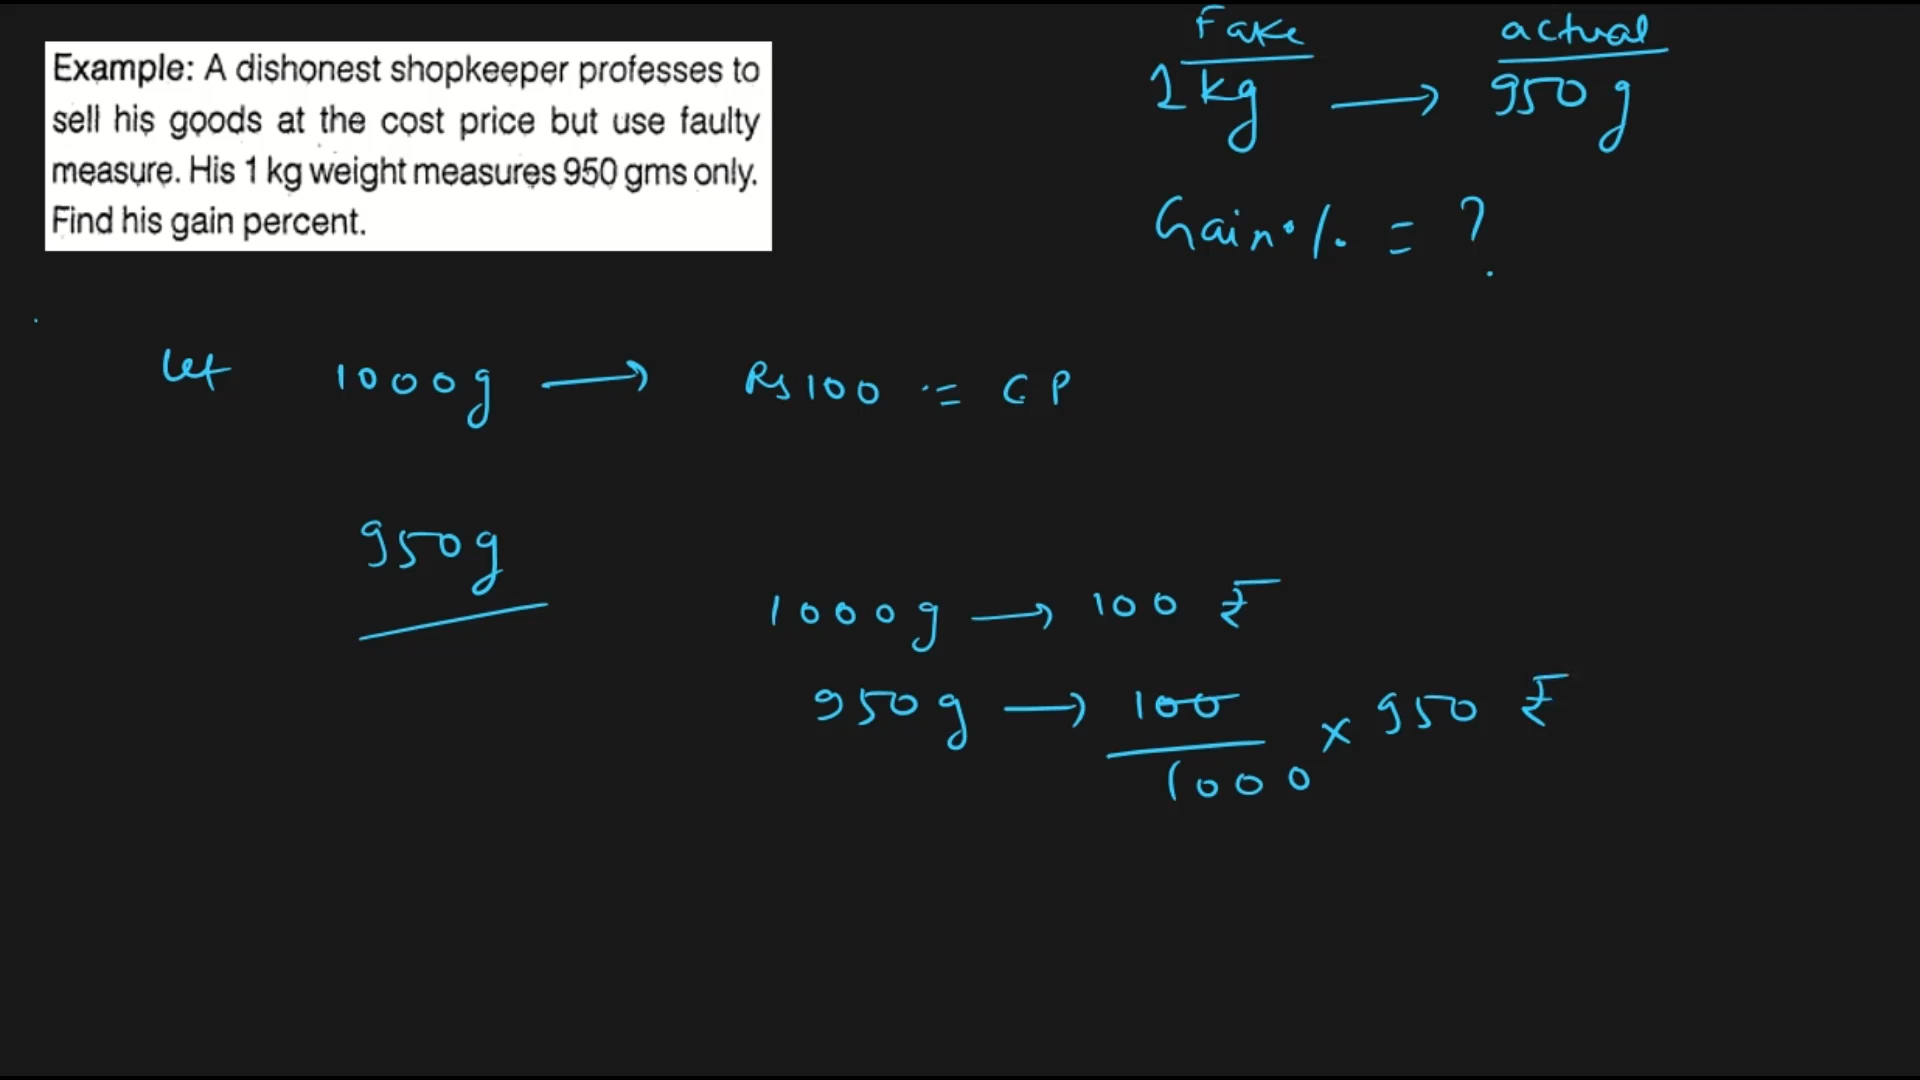 Example: A dishonest shopkeeper professes to
sell his goods at the cost price but use faulty
measure. His 1 kg weight measures 950 gms only.
Find his gain percent.
Fake actual
1 kg → 950 g
Gain % = ?
let 1000g → Rs 100 = CP
950g
1000g → 100 ₹
950g → 100/1000 × 950 ₹